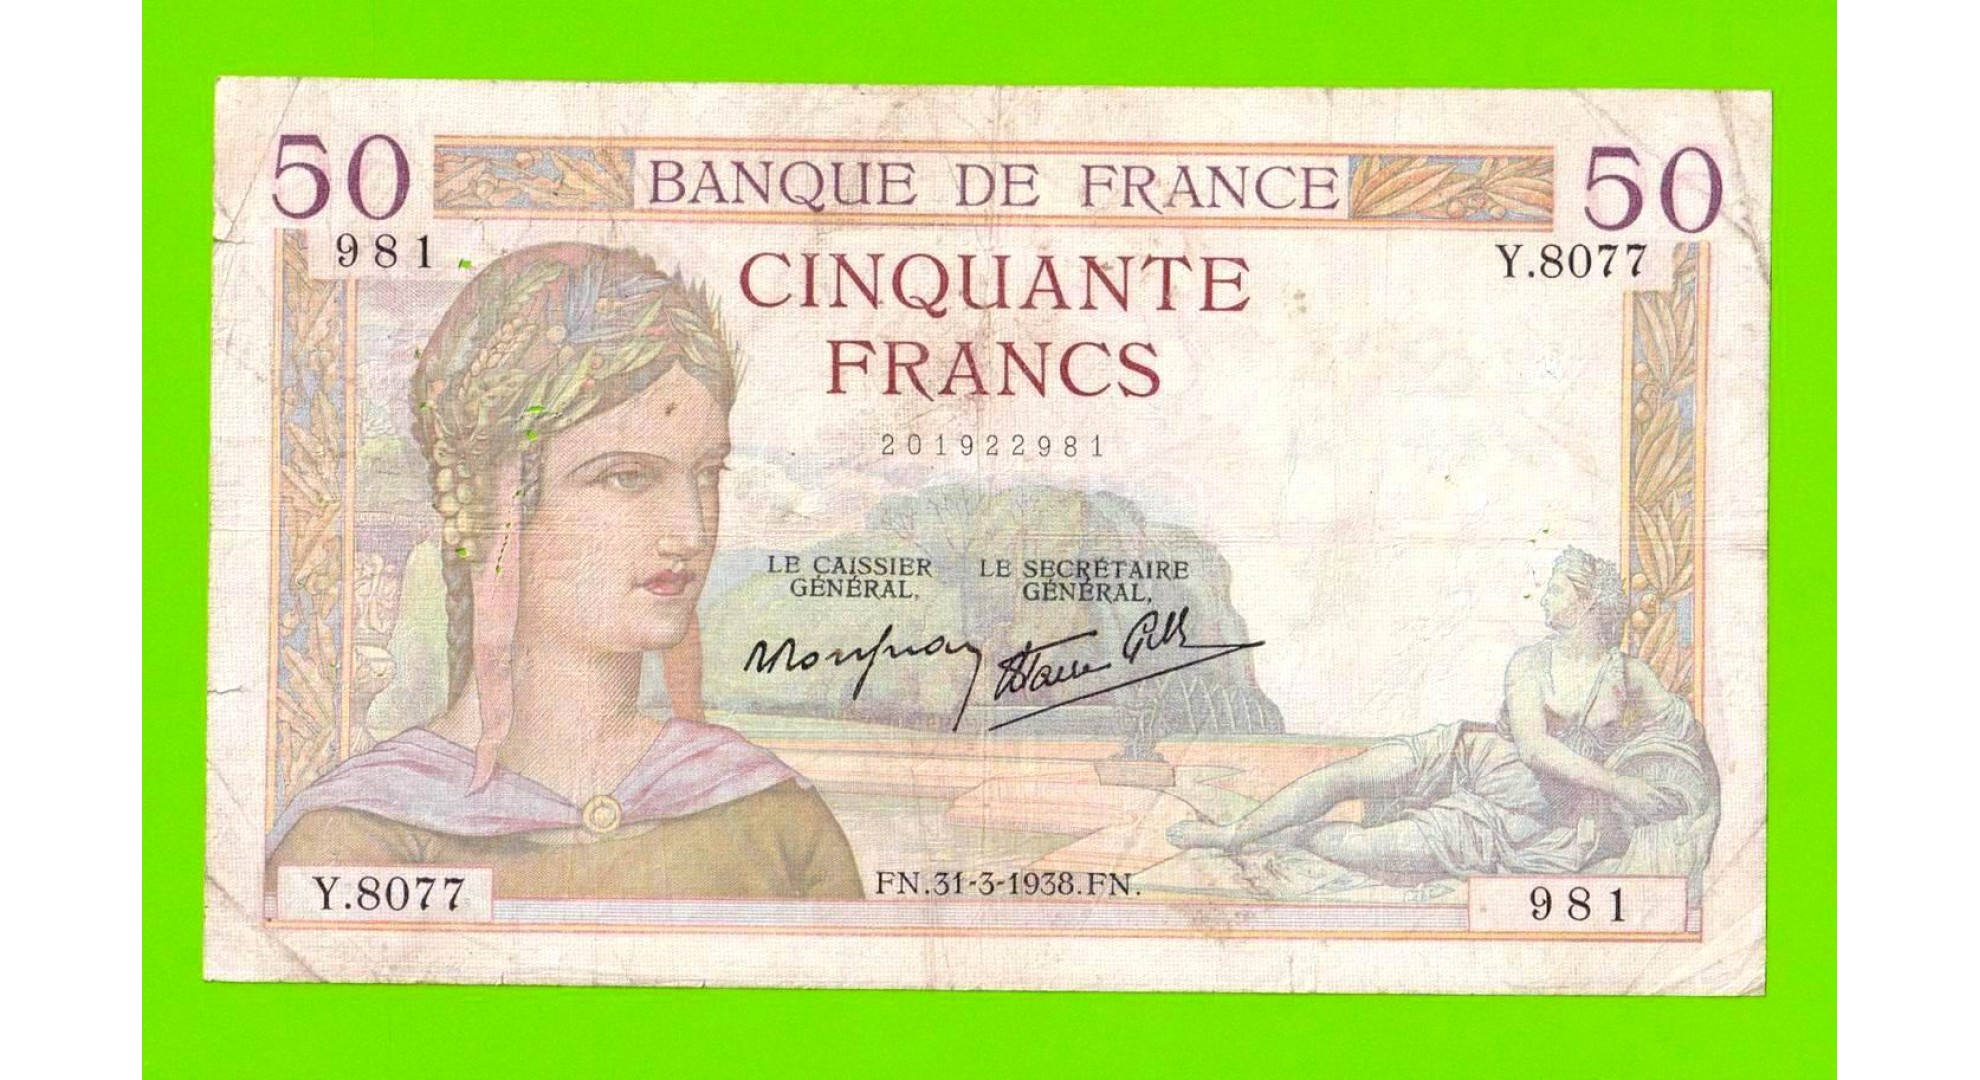 50 BANQUE DE FRANCE 50
981 Y.8077
CINQUANTE
FRANCS
201922981
LE CAISSIER
GÉNÉRAL,
LE SECRÉTAIRE
GÉNÉRAL,
Y.8077 FN.31-3-1938.FN. 981